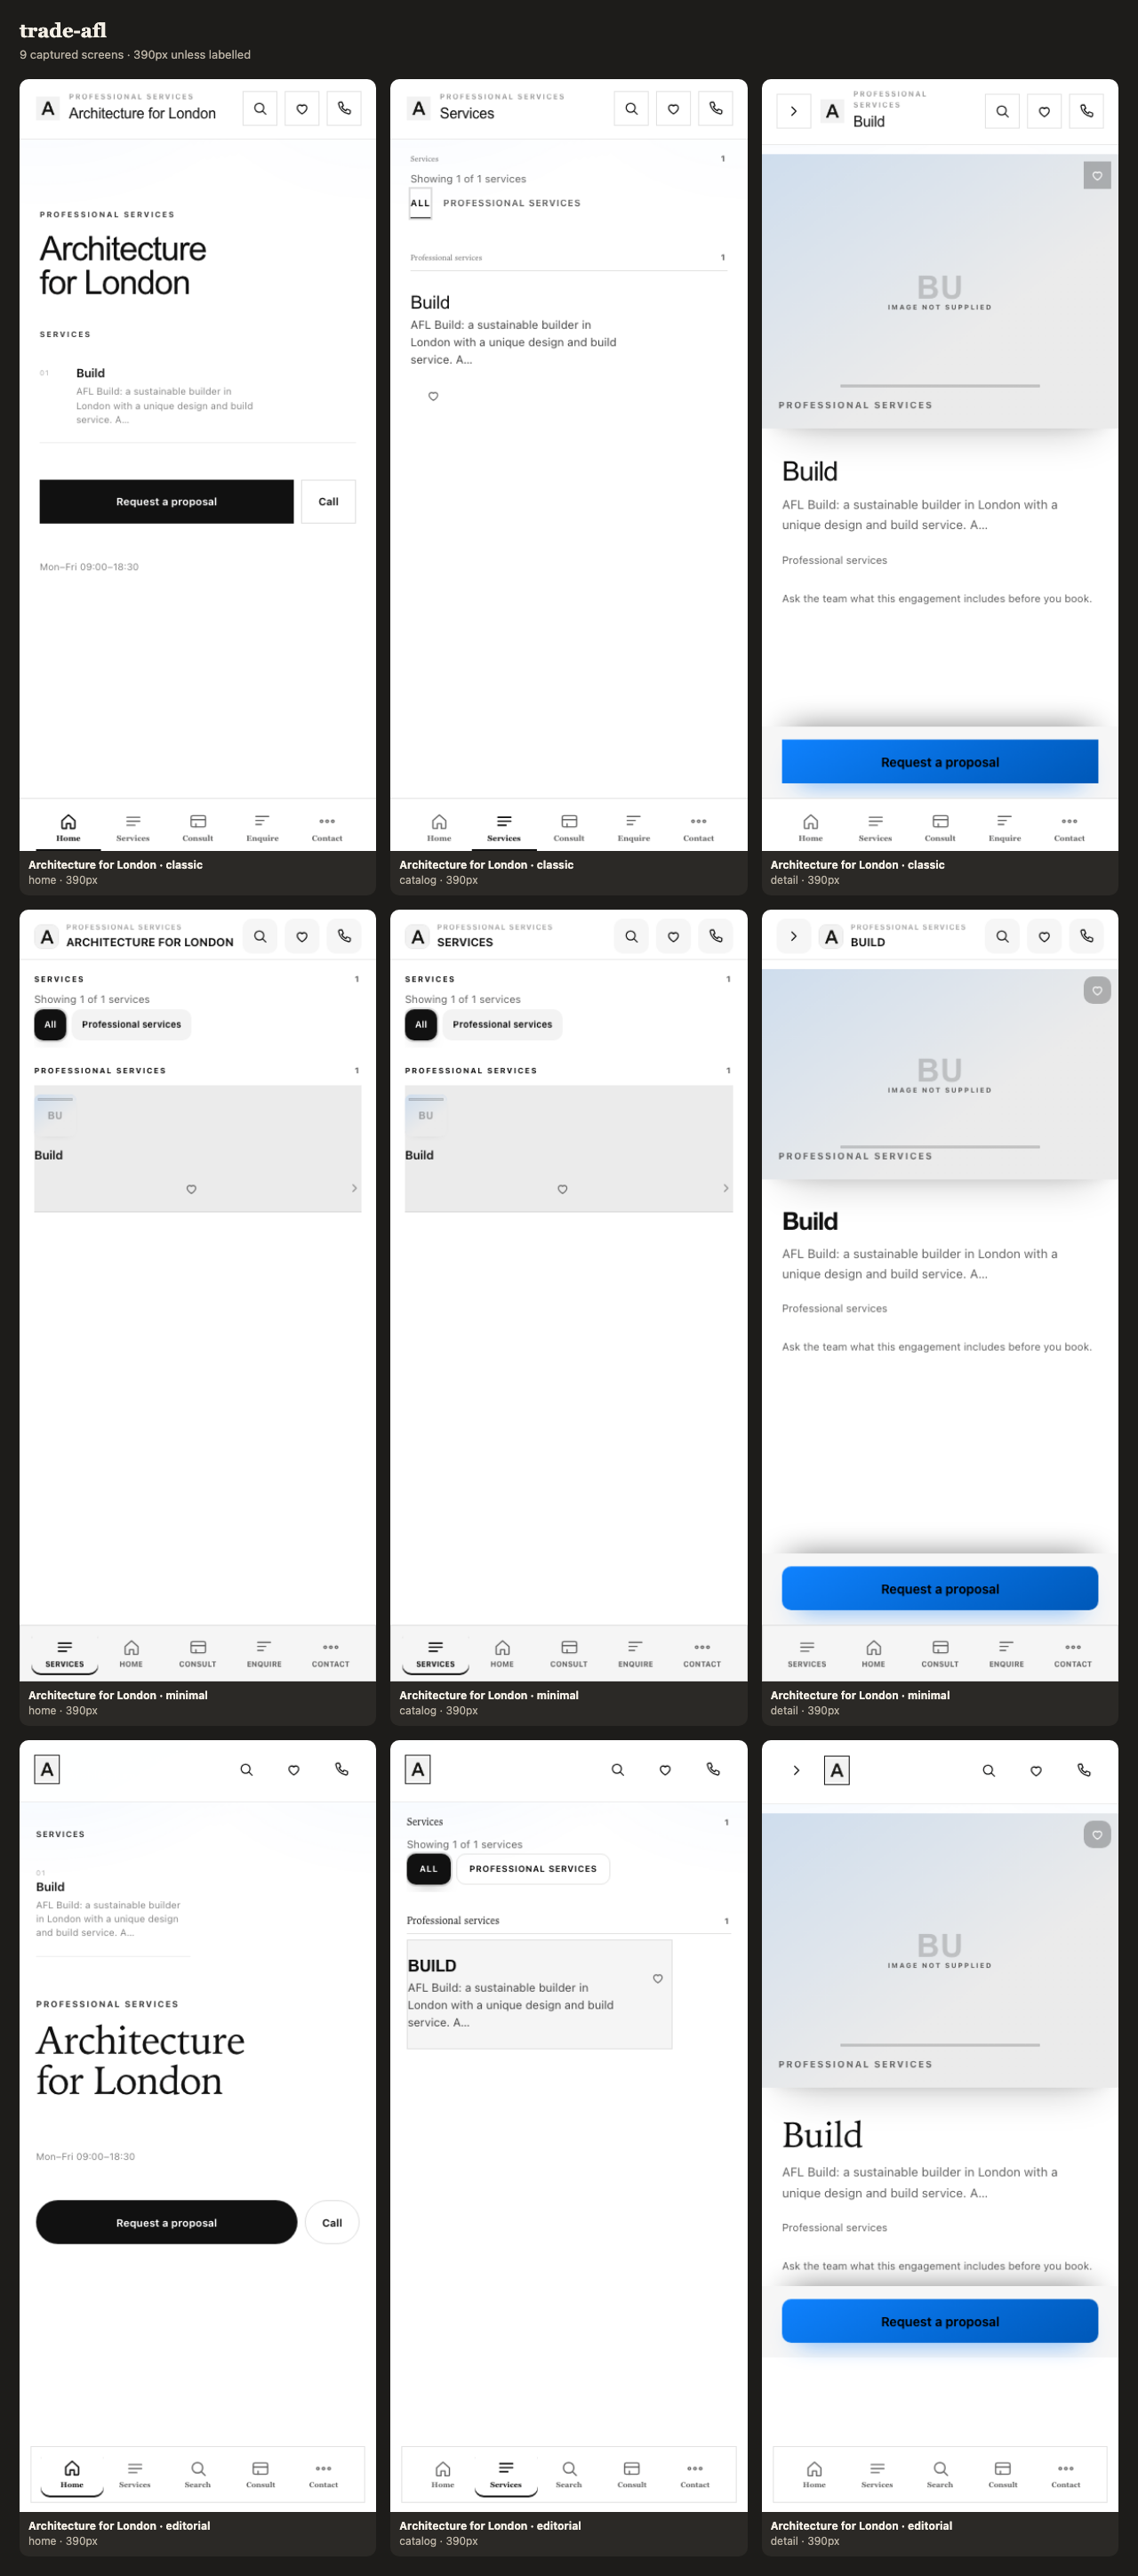 trade-afl
9 captured screens · 390px unless labelled
A
PROFESSIONAL SERVICES
Architecture for London
PROFESSIONAL SERVICES
Architecture
for London
SERVICES
01
Build
AFL Build: a sustainable builder in
London with a unique design and build
service. A...
Request a proposal
Call
Mon–Fri 09:00–18:30
Home
Services
Consult
Enquire
Contact
Architecture for London · classic
home · 390px
A
PROFESSIONAL SERVICES
Services
Services 1
Showing 1 of 1 services
ALL PROFESSIONAL SERVICES
Professional services 1
Build
AFL Build: a sustainable builder in
London with a unique design and build
service. A...
Home
Services
Consult
Enquire
Contact
Architecture for London · classic
catalog · 390px
A
PROFESSIONAL
SERVICES
Build
BU
IMAGE NOT SUPPLIED
PROFESSIONAL SERVICES
Build
AFL Build: a sustainable builder in London with a
unique design and build service. A...
Professional services
Ask the team what this engagement includes before you book.
Request a proposal
Home
Services
Consult
Enquire
Contact
Architecture for London · classic
detail · 390px
A
PROFESSIONAL SERVICES
ARCHITECTURE FOR LONDON
SERVICES 1
Showing 1 of 1 services
All Professional services
PROFESSIONAL SERVICES 1
BU
Build
SERVICES
HOME
CONSULT
ENQUIRE
CONTACT
Architecture for London · minimal
home · 390px
A
PROFESSIONAL SERVICES
SERVICES
SERVICES 1
Showing 1 of 1 services
All Professional services
PROFESSIONAL SERVICES 1
BU
Build
SERVICES
HOME
CONSULT
ENQUIRE
CONTACT
Architecture for London · minimal
catalog · 390px
A
PROFESSIONAL SERVICES
BUILD
BU
IMAGE NOT SUPPLIED
PROFESSIONAL SERVICES
Build
AFL Build: a sustainable builder in London with a
unique design and build service. A...
Professional services
Ask the team what this engagement includes before you book.
Request a proposal
SERVICES
HOME
CONSULT
ENQUIRE
CONTACT
Architecture for London · minimal
detail · 390px
A
SERVICES
01
Build
AFL Build: a sustainable builder
in London with a unique design
and build service. A...
PROFESSIONAL SERVICES
Architecture
for London
Mon–Fri 09:00–18:30
Request a proposal
Call
Home
Services
Search
Consult
Contact
Architecture for London · editorial
home · 390px
A
Services 1
Showing 1 of 1 services
ALL PROFESSIONAL SERVICES
Professional services 1
BUILD
AFL Build: a sustainable builder in
London with a unique design and build
service. A...
Home
Services
Search
Consult
Contact
Architecture for London · editorial
catalog · 390px
A
BU
IMAGE NOT SUPPLIED
PROFESSIONAL SERVICES
Build
AFL Build: a sustainable builder in London with a
unique design and build service. A...
Professional services
Ask the team what this engagement includes before you book.
Request a proposal
Home
Services
Search
Consult
Contact
Architecture for London · editorial
detail · 390px